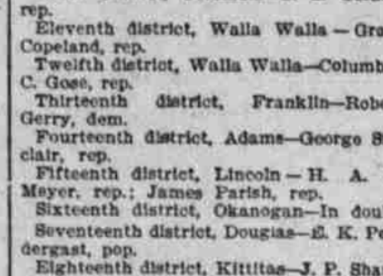 rep.
Eleventh district, Walla Walla — Gra
Copeland, rep.
Twelfth district, Walla Walla—Columb
C. Gose, rep.
Thirteenth district, Franklin—Robe
Gerry, dem.
Fourteenth district, Adams—George S
clair, rep.
Fifteenth district, Lincoln — H. A.
Meyer, rep.; James Parish, rep.
Sixteenth district, Okanogan—In dou
Seventeenth district, Douglas—E. K. Pe
dergast, pop.
Eighteenth district, Kittitas—J. P. Sha